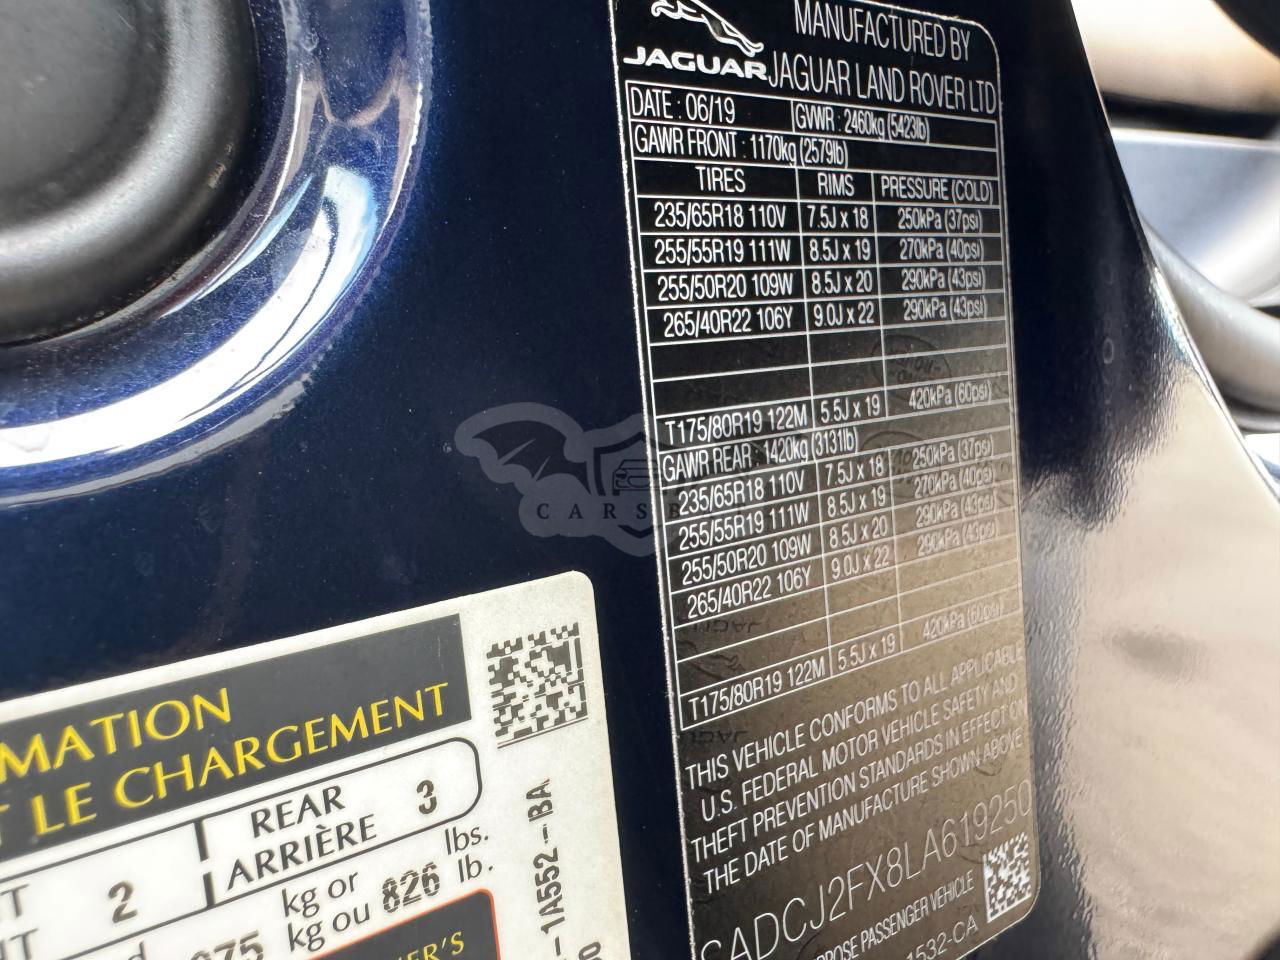 JAGUAR
MANUFACTURED BY
JAGUAR LAND ROVER LTD
DATE : 06/19 GVWR : 2460kg (5423lb)
GAWR FRONT : 1170kg (2579lb)
TIRES RIMS PRESSURE (COLD)
235/65R18 110V 7.5J x 18 250kPa (37psi)
255/55R19 111W 8.5J x 19 270kPa (40psi)
255/50R20 109W 8.5J x 20 290kPa (43psi)
265/40R22 106Y 9.0J x 22 290kPa (43psi)
T175/80R19 122M 5.5J x 19 420kPa (60psi)
GAWR REAR : 1420kg (3131lb)
235/65R18 110V 7.5J x 18 250kPa (37psi)
255/55R19 111W 8.5J x 19 270kPa (40psi)
255/50R20 109W 8.5J x 20 290kPa (43psi)
265/40R22 106Y 9.0J x 22 290kPa (43psi)
T175/80R19 122M 5.5J x 19 420kPa (60psi)
THIS VEHICLE CONFORMS TO ALL APPLICABLE
U.S. FEDERAL MOTOR VEHICLE SAFETY AND
THEFT PREVENTION STANDARDS IN EFFECT ON
THE DATE OF MANUFACTURE SHOWN ABOVE
SADCJ2FX8LA619250
RPOSE PASSENGER VEHICLE
1532-CA
CARSB
MATION
T LE CHARGEMENT
NT 2 REAR 3
NT ARRIÈRE
kg or 826 lbs.
kg ou lb.
375
ER'S
-1A552-BA